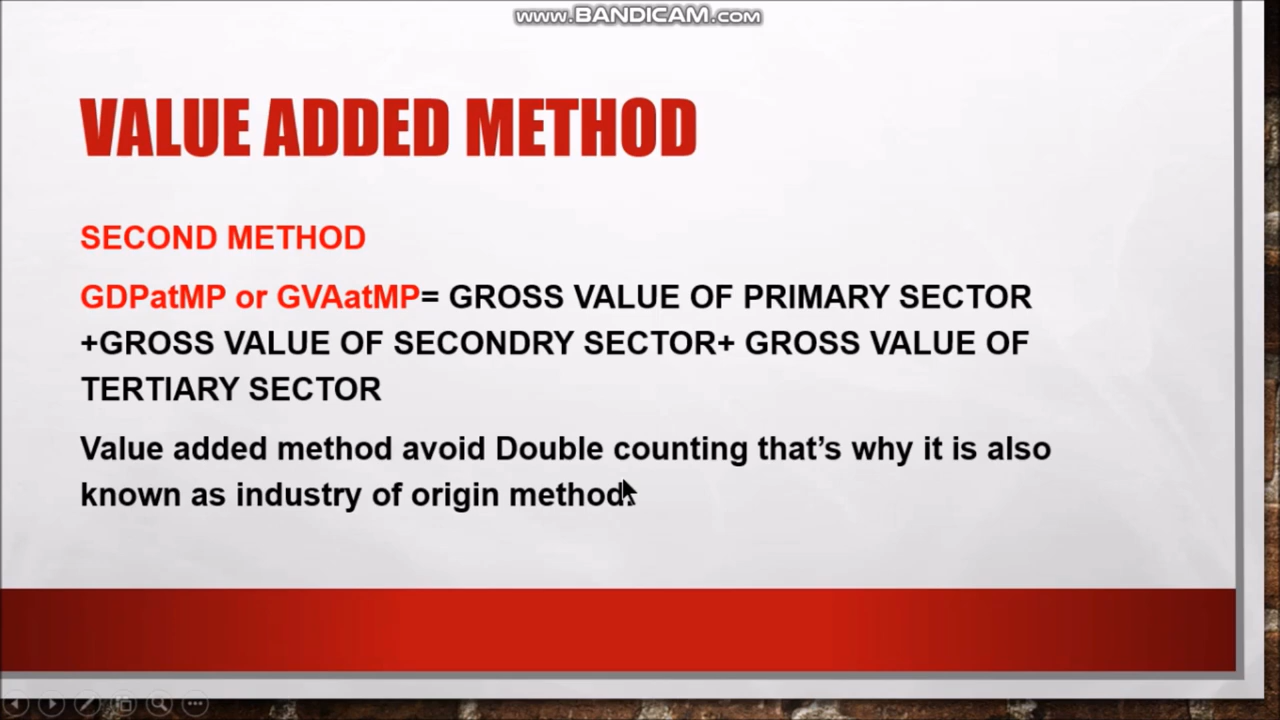 www.BANDICAM.com
VALUE ADDED METHOD
SECOND METHOD
GDPatMP or GVAatMP= GROSS VALUE OF PRIMARY SECTOR
+GROSS VALUE OF SECONDRY SECTOR+ GROSS VALUE OF
TERTIARY SECTOR
Value added method avoid Double counting that’s why it is also
known as industry of origin method.